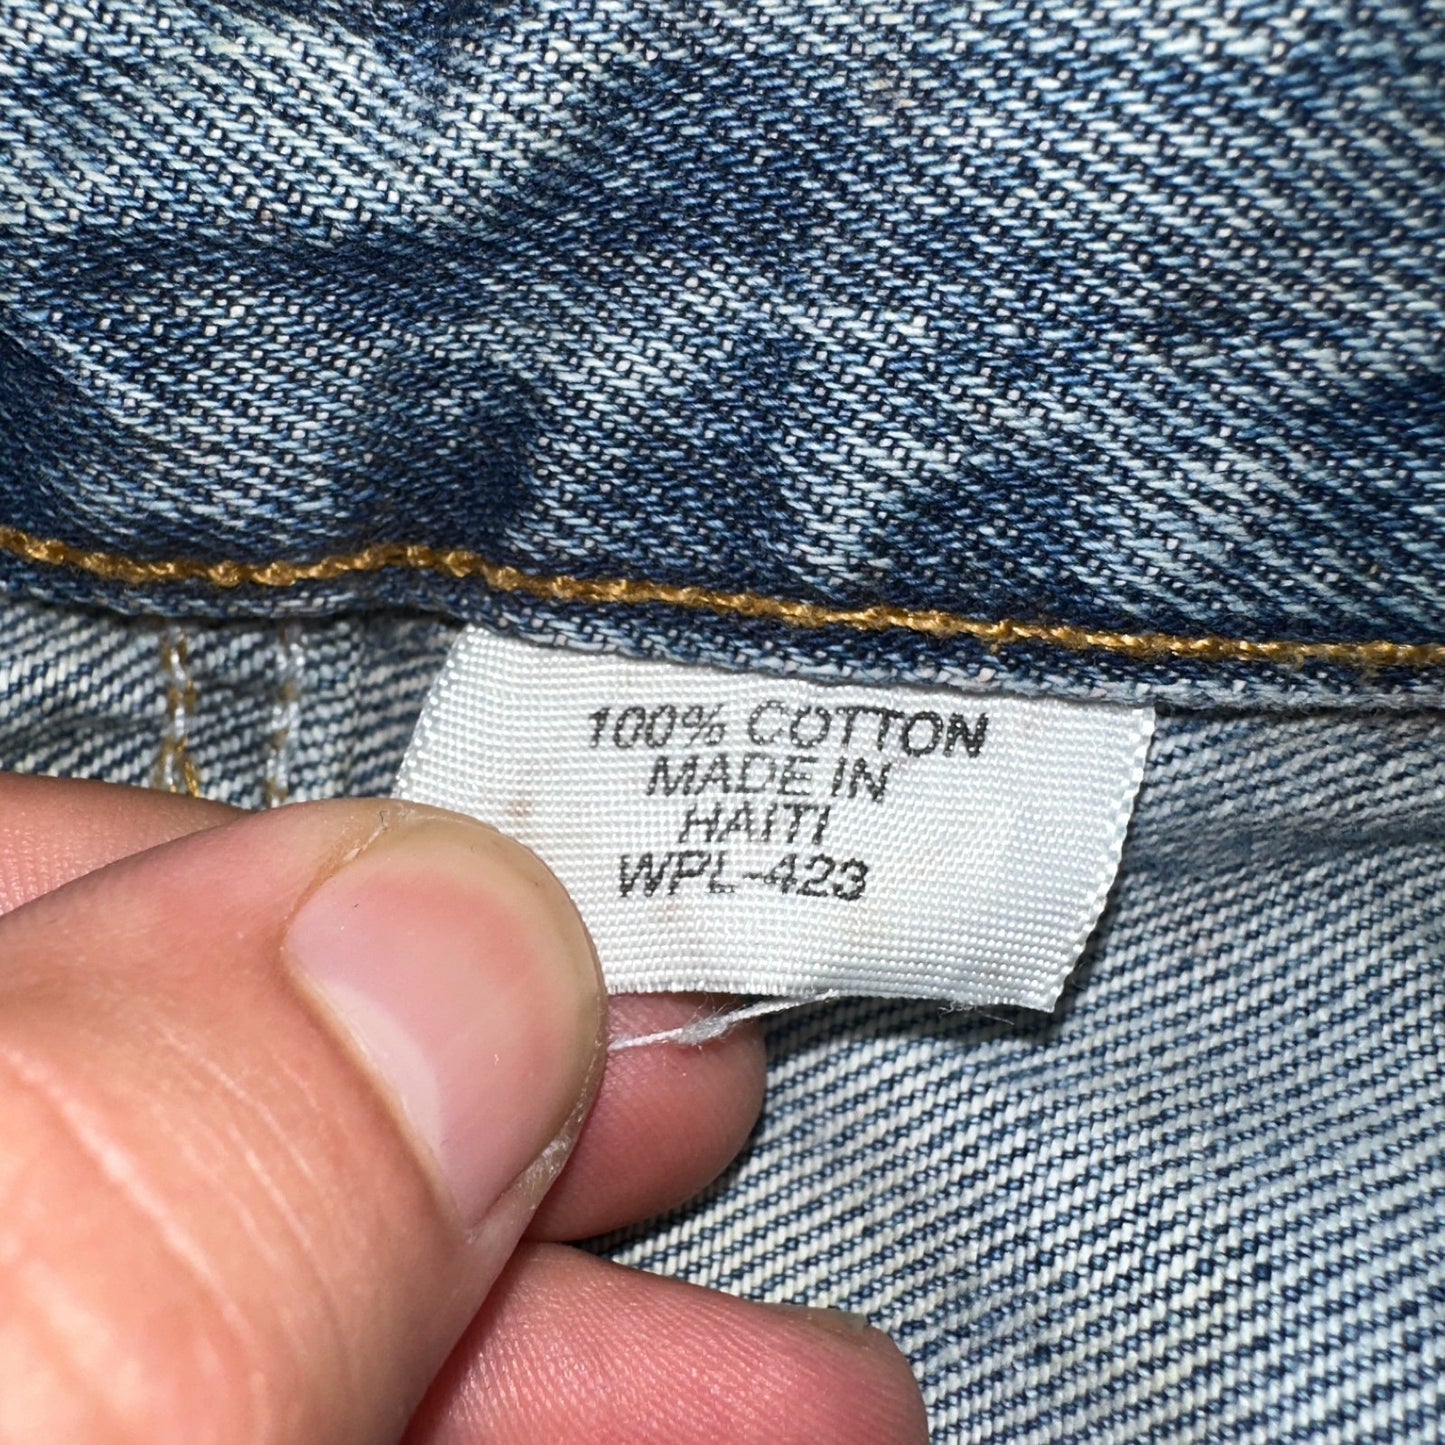 100% COTTON
MADE IN
HAITI
WPL-423